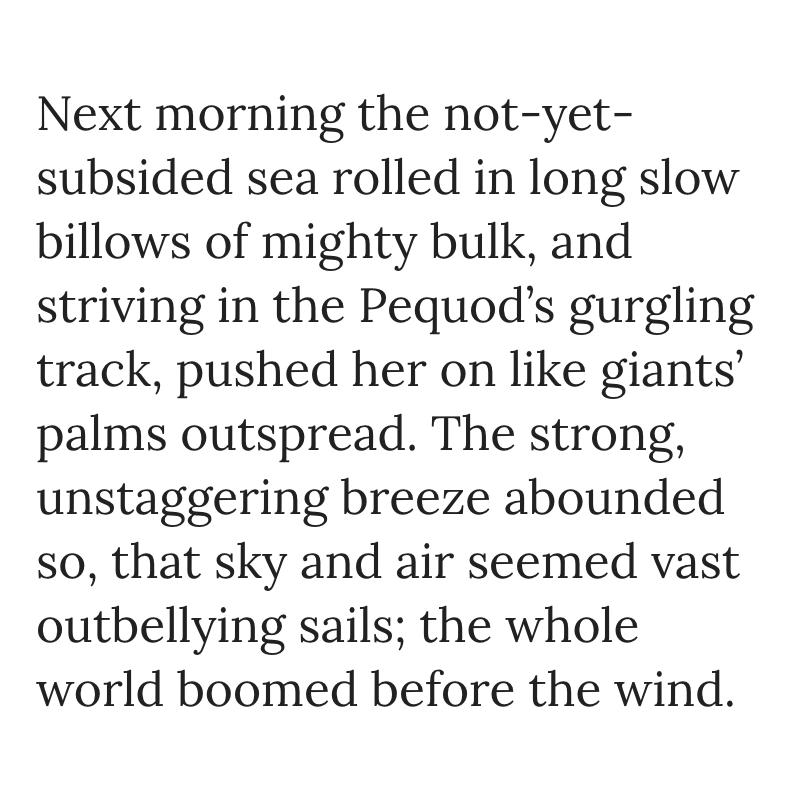 Next morning the not-yet-
subsided sea rolled in long slow
billows of mighty bulk, and
striving in the Pequod’s gurgling
track, pushed her on like giants’
palms outspread. The strong,
unstaggering breeze abounded
so, that sky and air seemed vast
outbellying sails; the whole
world boomed before the wind.